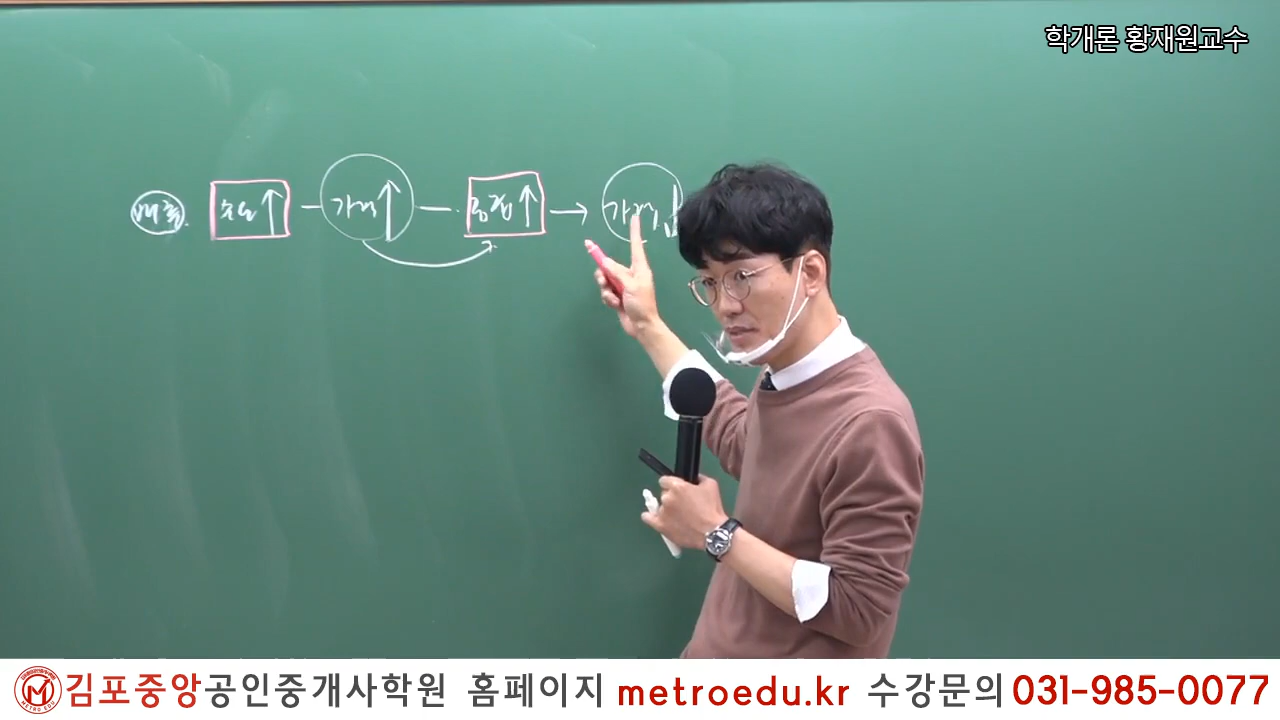 학개론 황재원교수
수요↑ — 가격↑ — 공급↑ → 가격↓
METRO EDU
김포중앙공인중개사학원 홈페이지 metroedu.kr 수강문의 031-985-0077